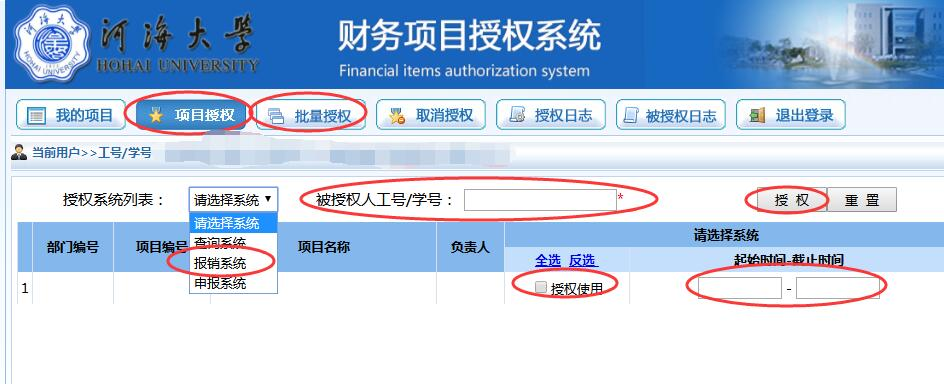 河海大学 财务项目授权系统
HOHAI UNIVERSITY Financial items authorization system
我的项目 项目授权 批量授权 取消授权 授权日志 被授权日志 退出登录
当前用户>>工号/学号
授权系统列表： 请选择系统 被授权人工号/学号： * 授 权 重 置
请选择系统
查询系统
报销系统
申报系统
部门编号 项目编号 项目名称 负责人 请选择系统
全选 反选 起始时间-截止时间
1 授权使用 -